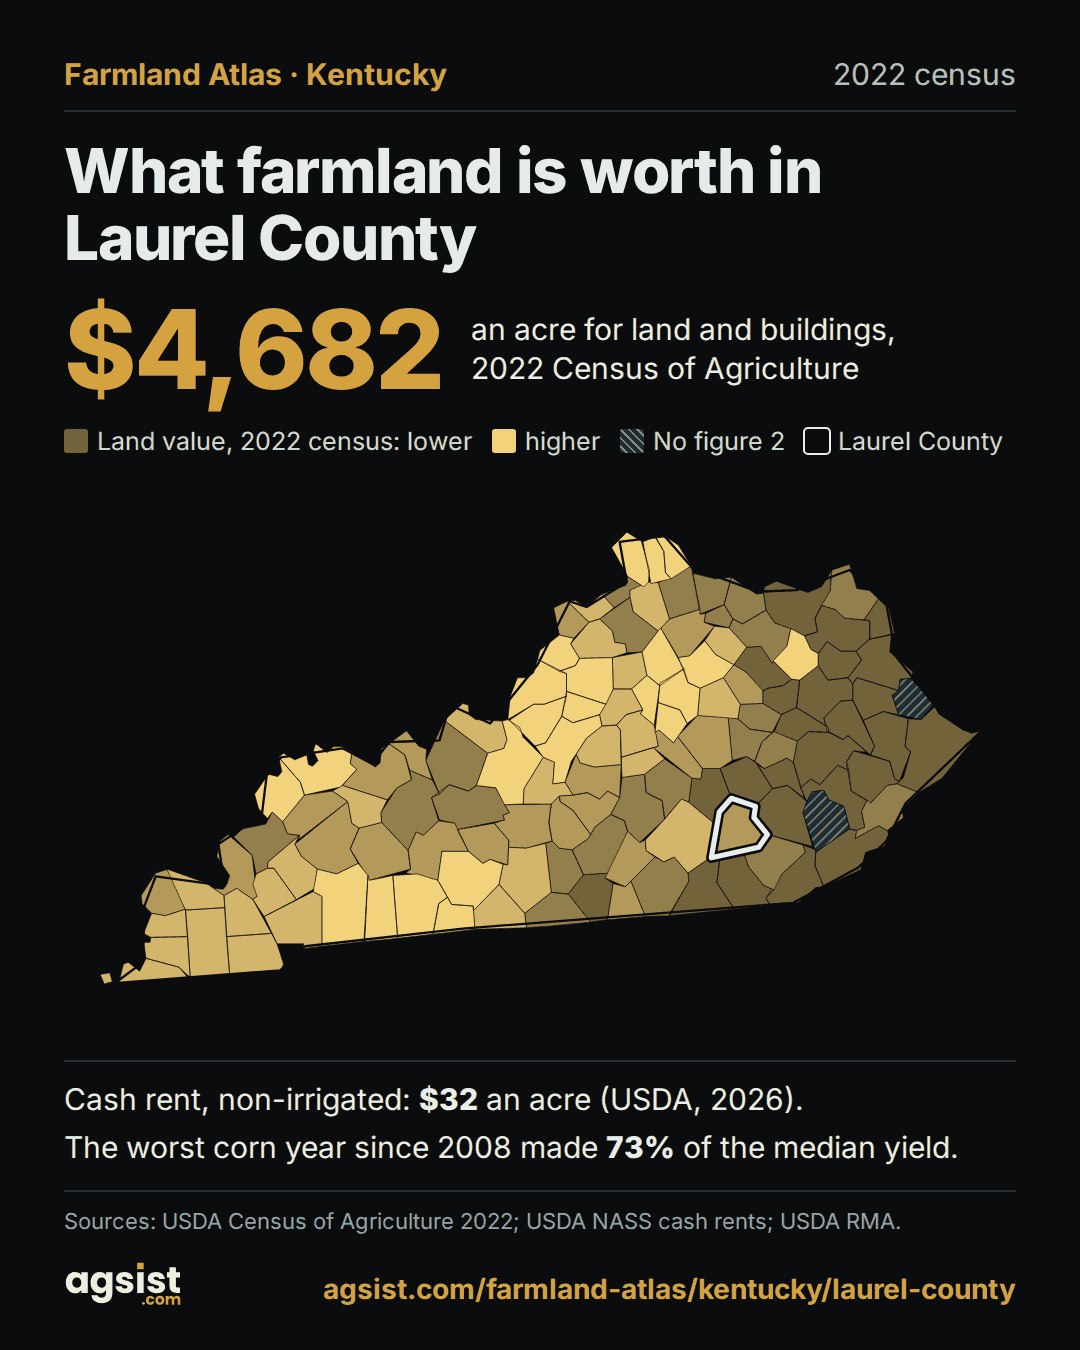 Farmland Atlas · Kentucky
2022 census
What farmland is worth in
Laurel County
$4,682
an acre for land and buildings,
2022 Census of Agriculture
Land value, 2022 census: lower
higher
No figure 2
Laurel County
Cash rent, non-irrigated: $32 an acre (USDA, 2026).
The worst corn year since 2008 made 73% of the median yield.
Sources: USDA Census of Agriculture 2022; USDA NASS cash rents; USDA RMA.
agsist
.com
agsist.com/farmland-atlas/kentucky/laurel-county